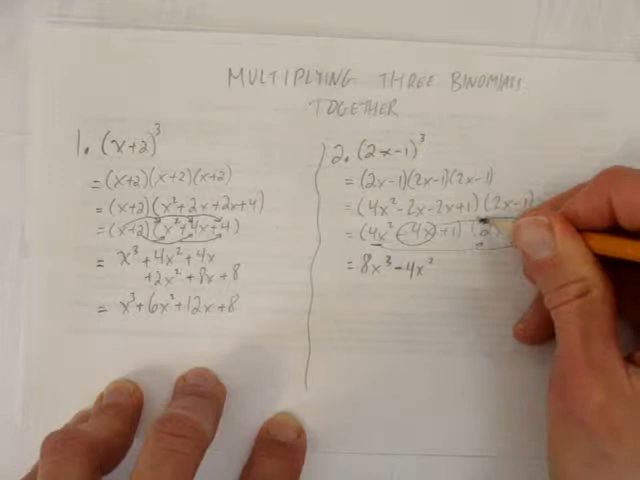 MULTIPLYING THREE BINOMIALS
TOGETHER
1. (x+2)³
= (x+2)(x+2)(x+2)
= (x+2)(x²+2x+2x+4)
= (x+2)(x²+4x+4)
= x³+4x²+4x
+2x²+8x+8
= x³+6x²+12x+8
2. (2x-1)³
= (2x-1)(2x-1)(2x-1)
= (4x²-2x-2x+1)(2x-1)
= (4x²-4x+1)(2x
= 8x³-4x²